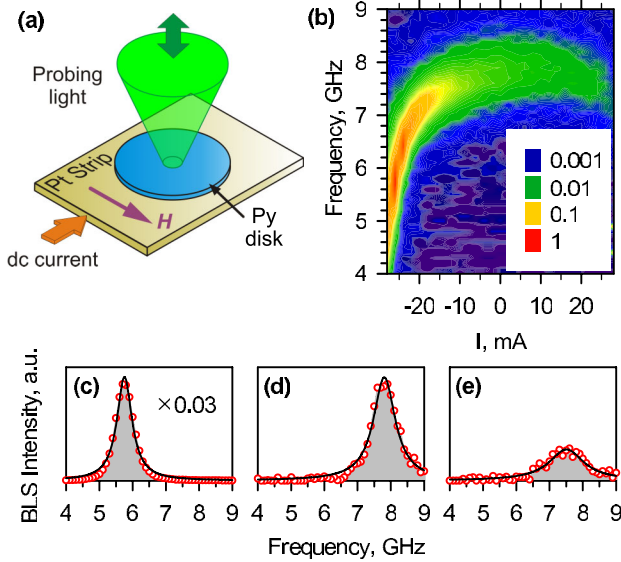 (a)
Probing
light
Pt Strip
H
Py
disk
dc current
(b)
Frequency, GHz
9
8
7
6
5
4
0.001
0.01
0.1
1
-20 -10 0 10 20
I, mA
BLS Intensity, a.u.
(c)
×0.03
4 5 6 7 8 9
(d)
4 5 6 7 8 9
(e)
4 5 6 7 8 9
Frequency, GHz